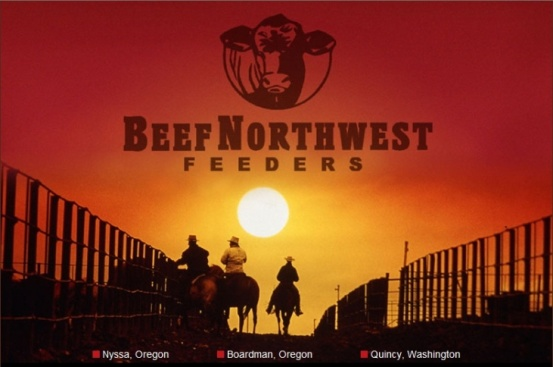 BEEF NORTHWEST
FEEDERS
Nyssa, Oregon
Boardman, Oregon
Quincy, Washington